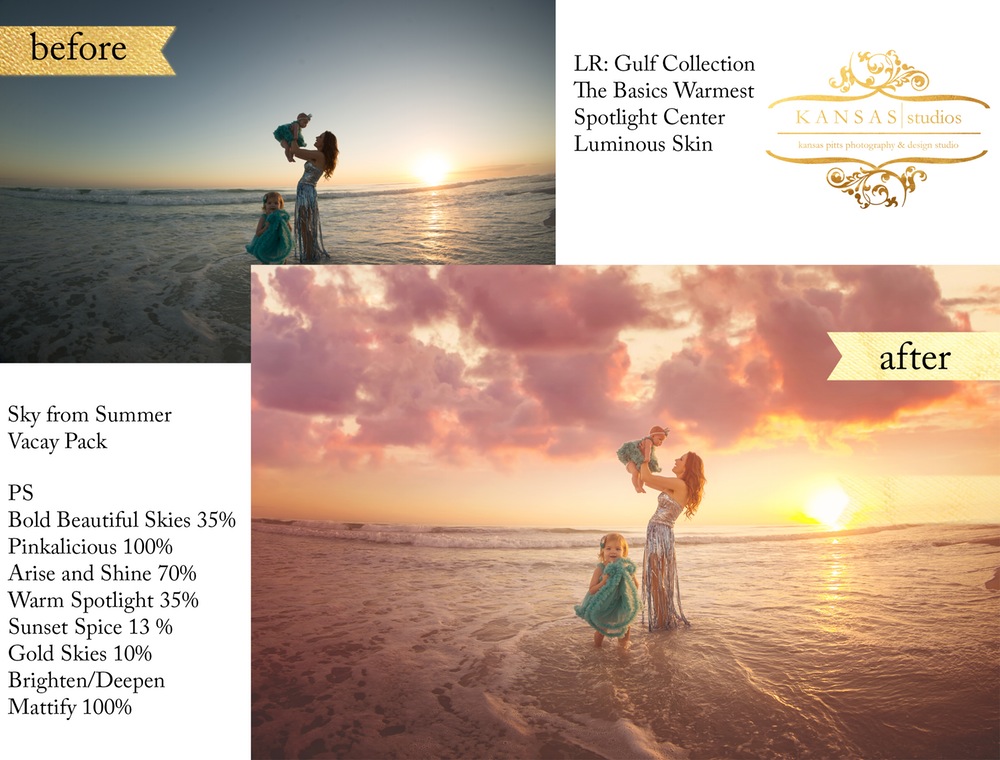 before
LR: Gulf Collection
The Basics Warmest
Spotlight Center
Luminous Skin
KANSAS|studios
kansas pitts photography & design studio
after
Sky from Summer
Vacay Pack
PS
Bold Beautiful Skies 35%
Pinkalicious 100%
Arise and Shine 70%
Warm Spotlight 35%
Sunset Spice 13 %
Gold Skies 10%
Brighten/Deepen
Mattify 100%